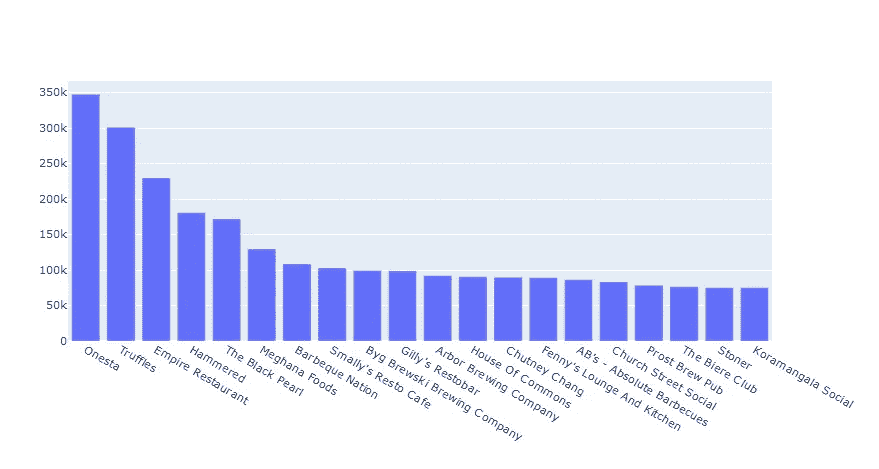 350k
300k
250k
200k
150k
100k
50k
0
Onesta
Truffles
Empire Restaurant
Hammered
The Black Pearl
Meghana Foods
Barbeque Nation
Smally's Resto Cafe
Byg Brewski Brewing Company
Gilly's Restobar
Arbor Brewing Company
House Of Commons
Chutney Chang
Fenny's Lounge And Kitchen
AB's - Absolute Barbecues
Church Street Social
Prost Brew Pub
The Biere Club
Stoner
Koramangala Social